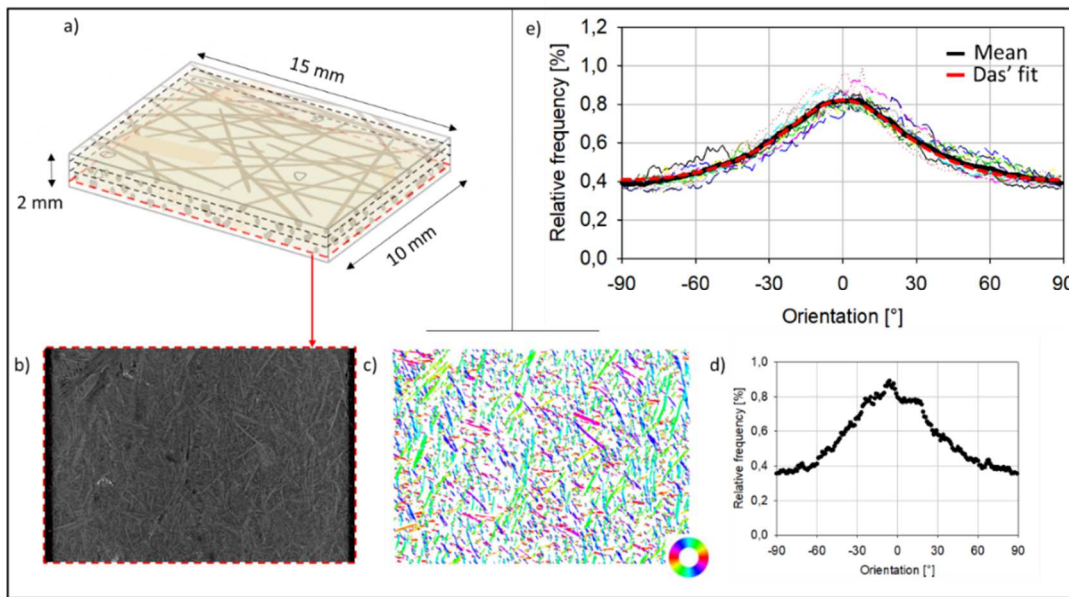 a)
15 mm
2 mm
10 mm
e)
1,2
1,0
0,8
0,6
0,4
0,2
0,0
Relative frequency [%]
Mean
Das' fit
-90 -60 -30 0 30 60 90
Orientation [°]
b)
c)
d)
1,0
0,8
0,6
0,4
0,2
0,0
Relative frequency [%]
-90 -60 -30 0 30 60 90
Orientation [°]